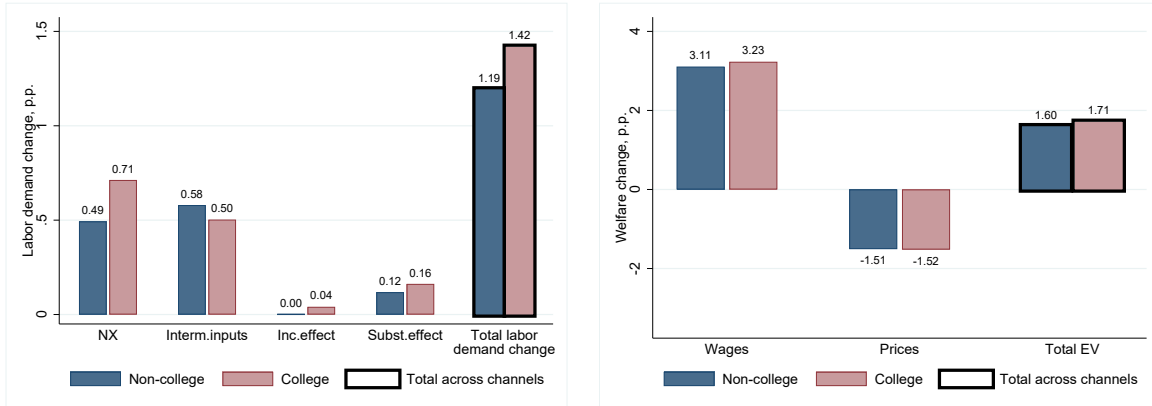 Labor demand change, p.p.
1.5
1
.5
0
0.49
0.71
0.58
0.50
0.00
0.04
0.12
0.16
1.19
1.42
NX
Interm.inputs
Inc.effect
Subst.effect
Total labor
demand change
Non-college
College
Total across channels
Welfare change, p.p.
4
2
0
-2
3.11
3.23
-1.51
-1.52
1.60
1.71
Wages
Prices
Total EV
Non-college
College
Total across channels